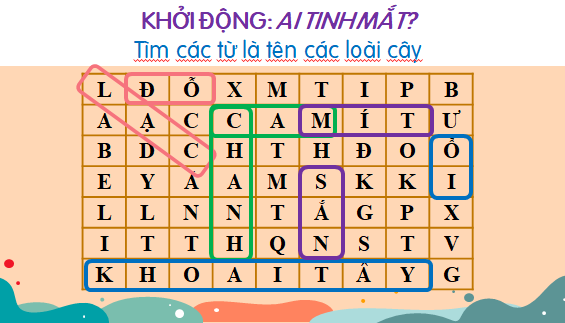 KHỞI ĐỘNG: AI TINH MẮT?
Tìm các từ là tên các loài cây
L Đ Ỗ X M T I P B
A Ạ C C A M Í T Ư
B D C H T H Đ O Ổ
E Y Á A M S K K I
L L N N T Ắ G P X
I T T H Q N S T V
K H O A I T Â Y G